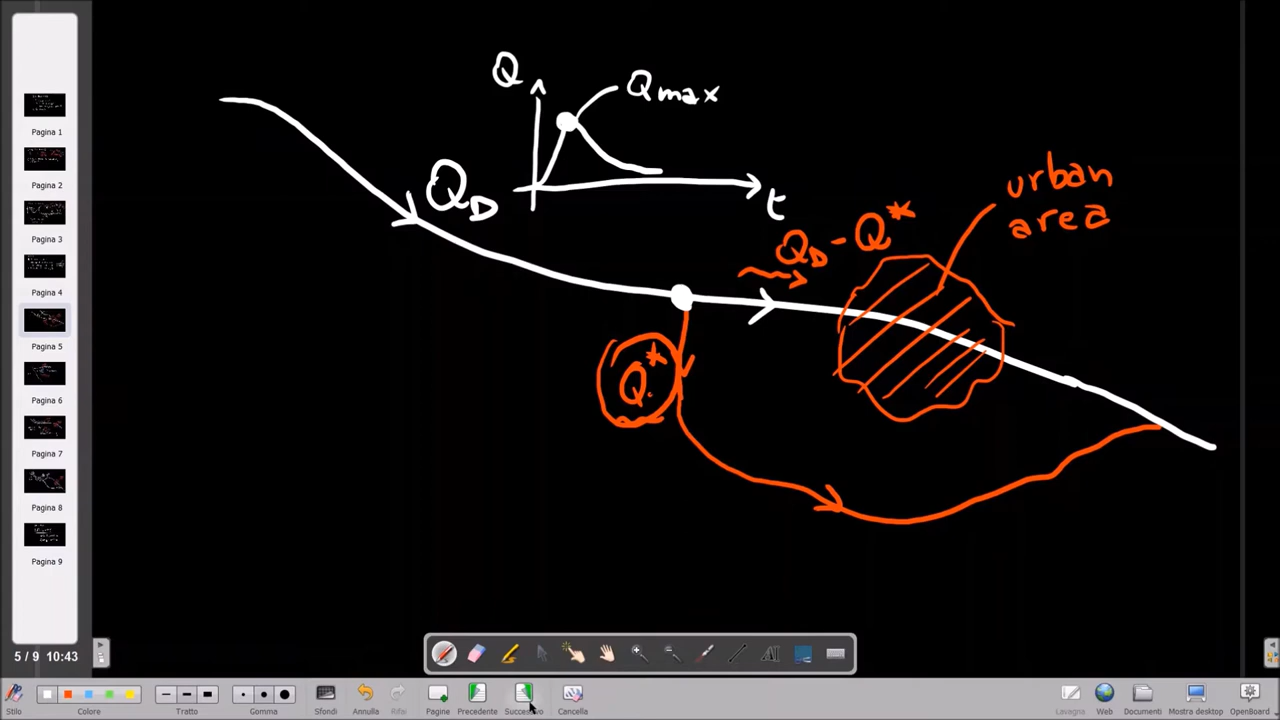 Q
Qmax
QD
t
urban
area
QD - Q*
Q*
Pagina 1
Pagina 2
Pagina 3
Pagina 4
Pagina 5
Pagina 6
Pagina 7
Pagina 8
Pagina 9
5 / 9 10:43
Stilo
Colore
Tratto
Gomma
Sfondi
Annulla
Rifai
Pagine
Precedente
Cancella
Lavagna
Web
Documenti
Mostra desktop
OpenBoard